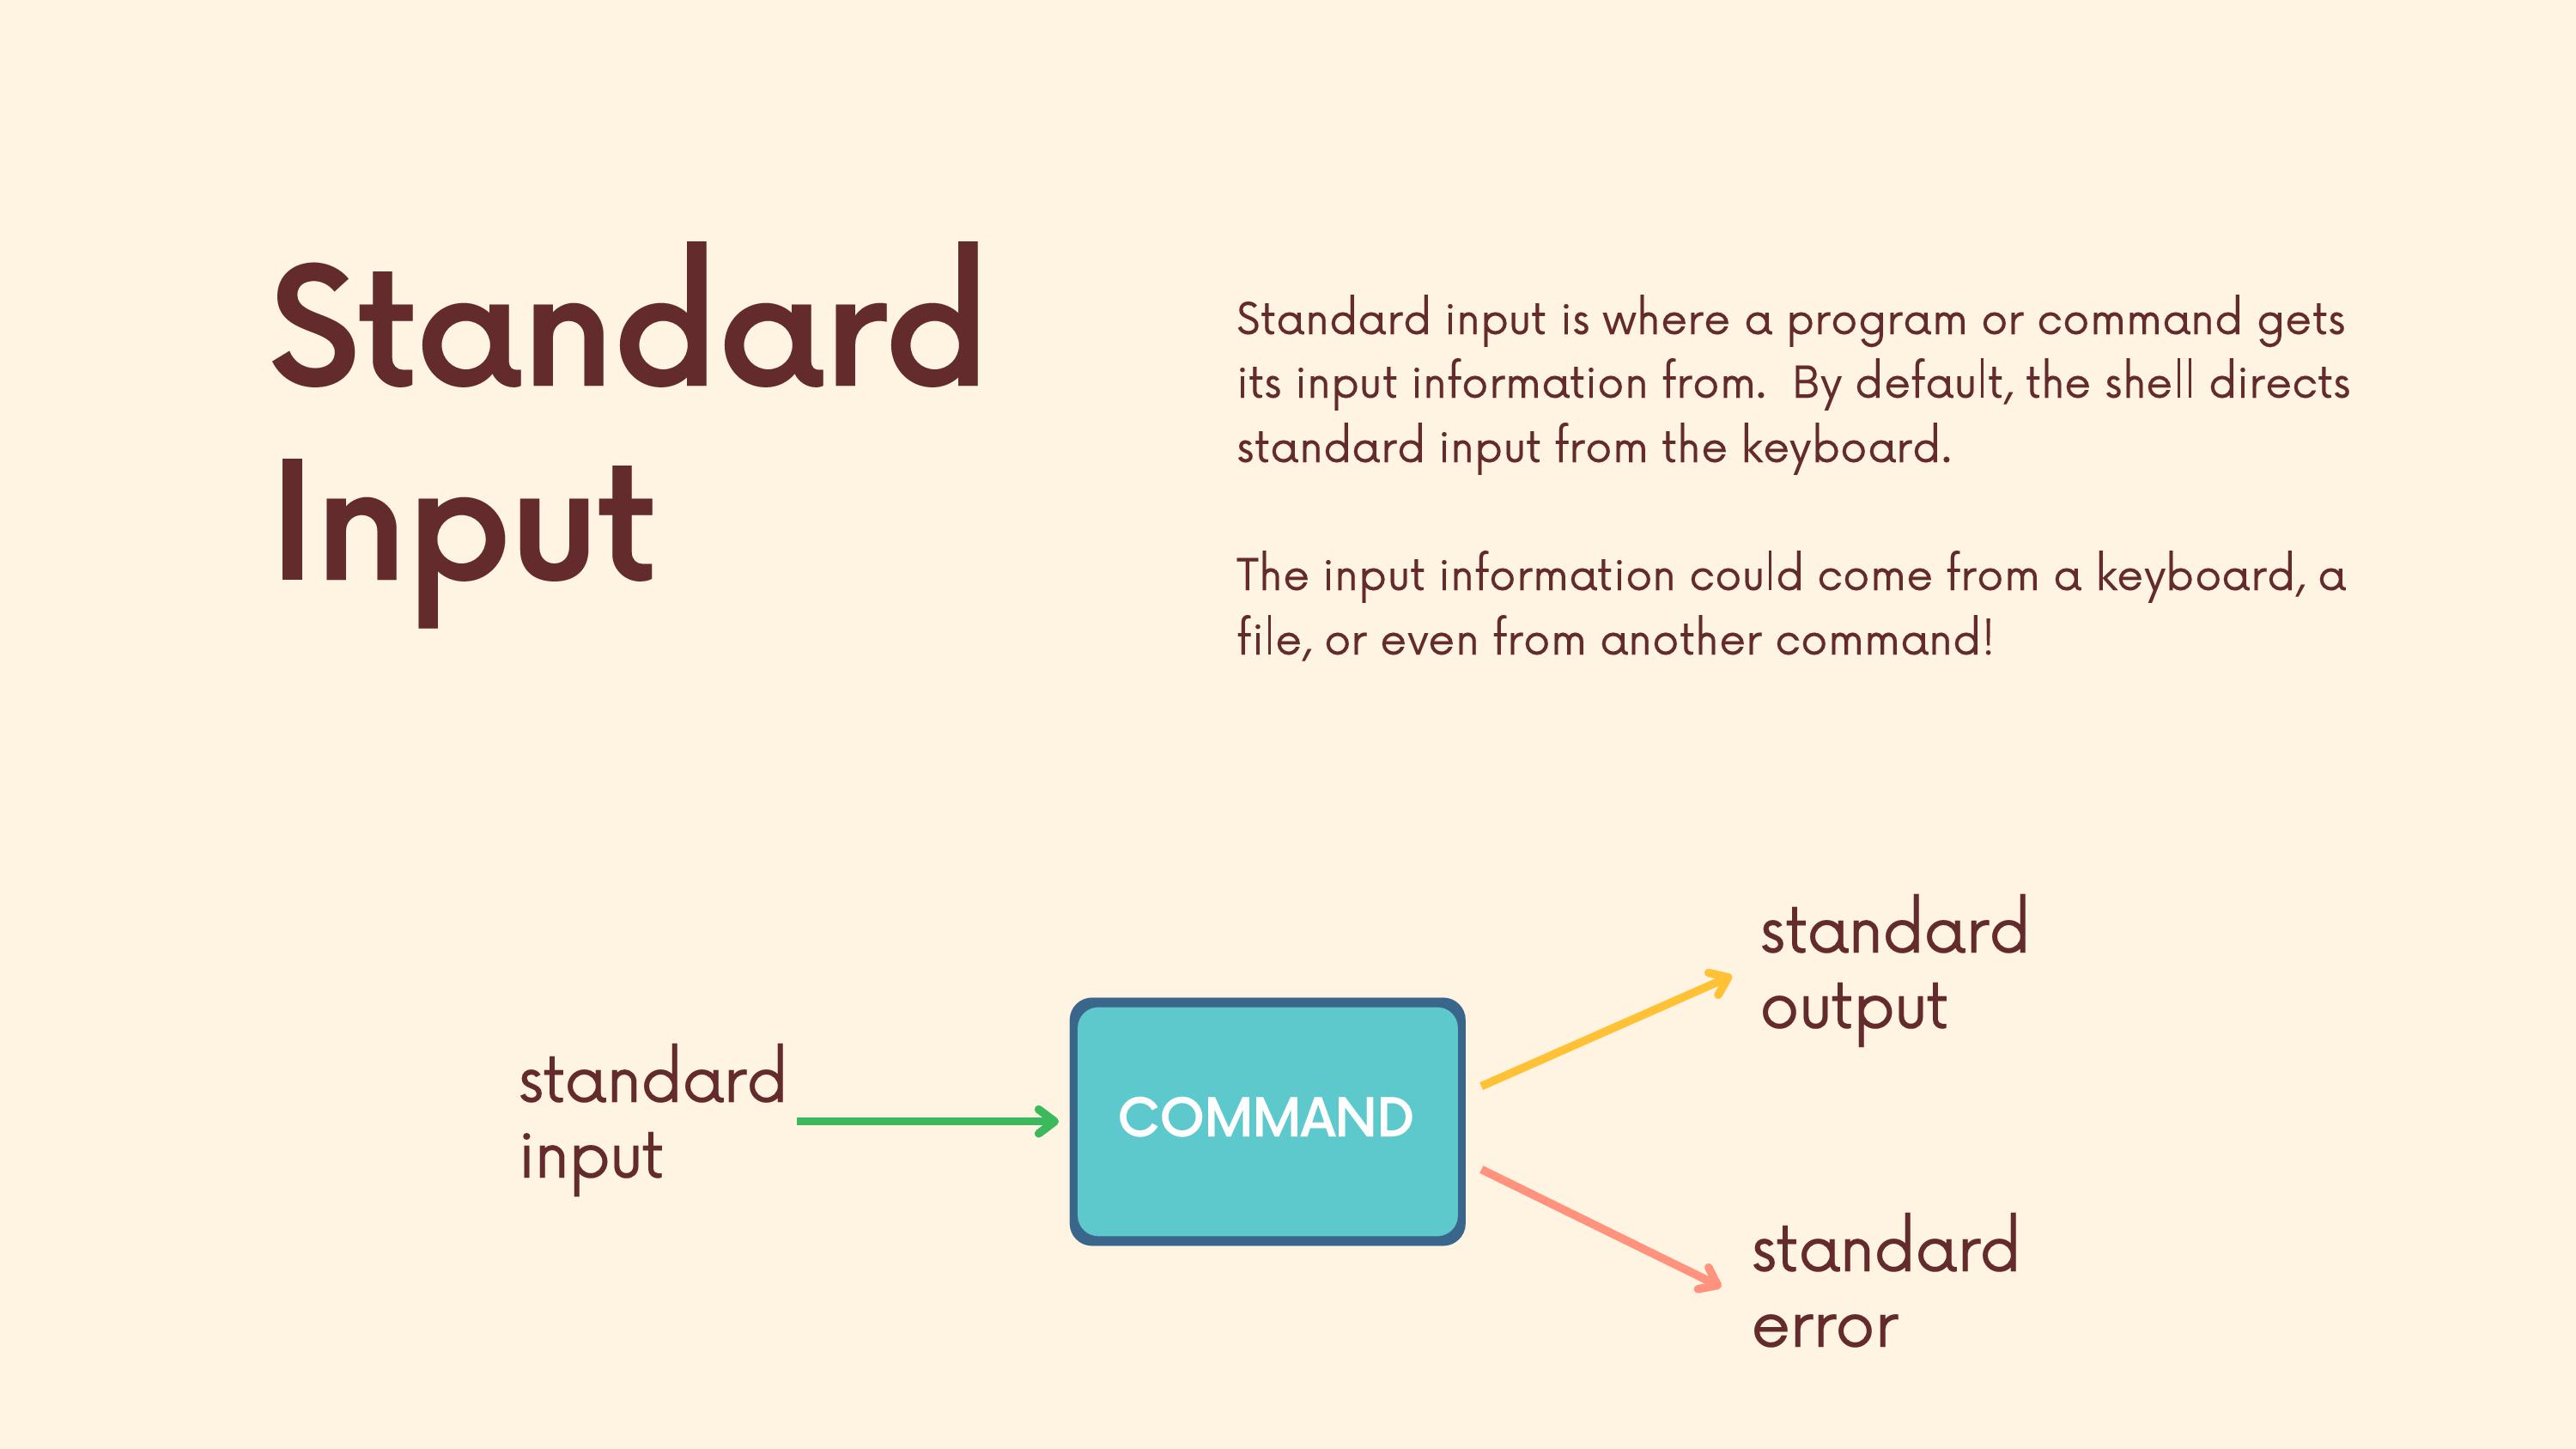 Standard
Input
Standard input is where a program or command gets
its input information from.  By default, the shell directs
standard input from the keyboard.
The input information could come from a keyboard, a
file, or even from another command!
standard
input
COMMAND
standard
output
standard
error